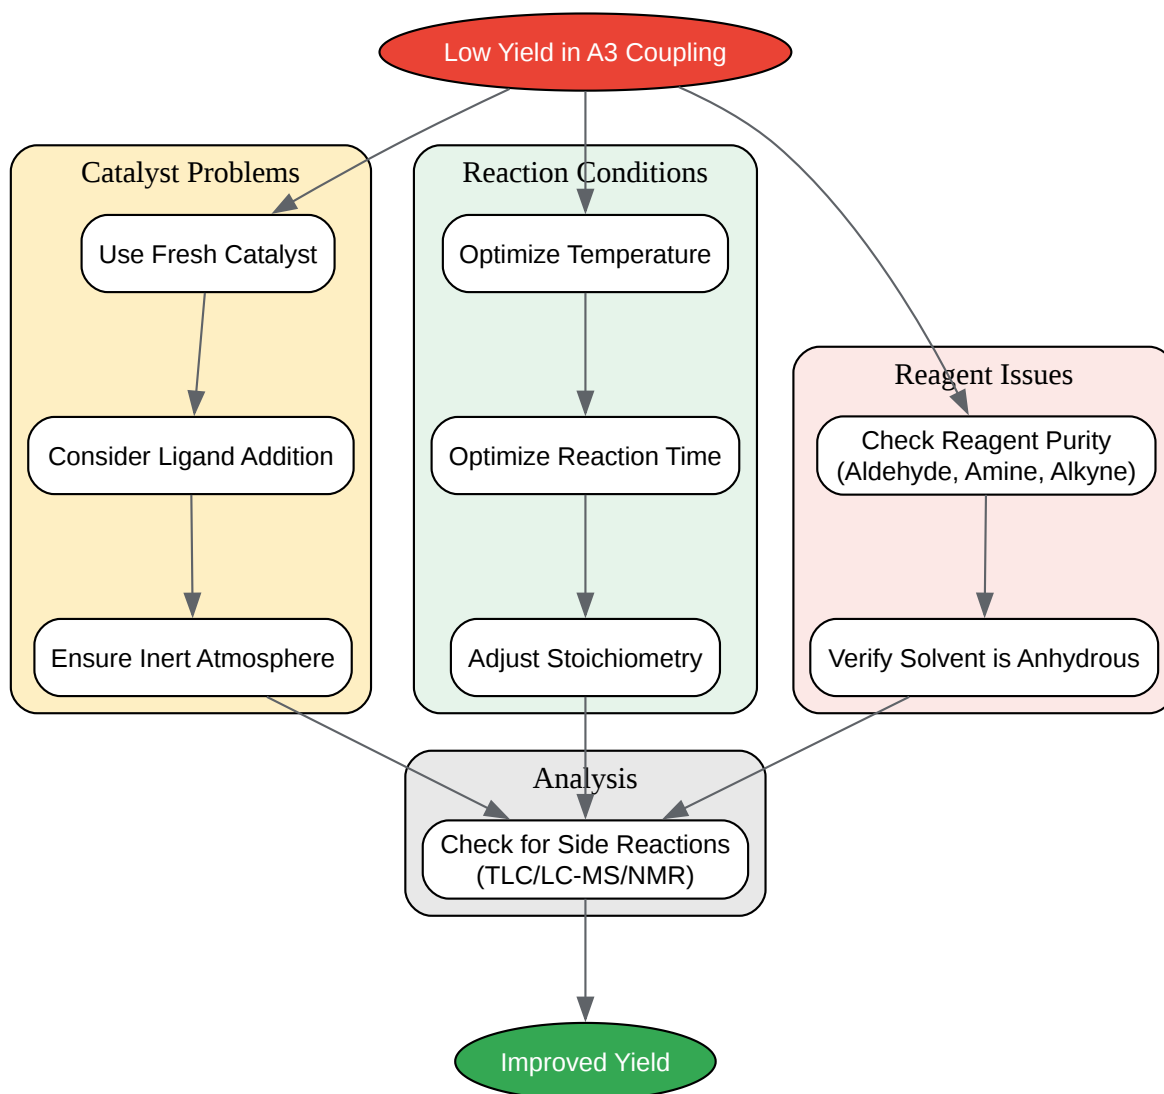 Low Yield in A3 Coupling
Catalyst Problems
Use Fresh Catalyst
Consider Ligand Addition
Ensure Inert Atmosphere
Reaction Conditions
Optimize Temperature
Optimize Reaction Time
Adjust Stoichiometry
Reagent Issues
Check Reagent Purity
(Aldehyde, Amine, Alkyne)
Verify Solvent is Anhydrous
Analysis
Check for Side Reactions
(TLC/LC-MS/NMR)
Improved Yield